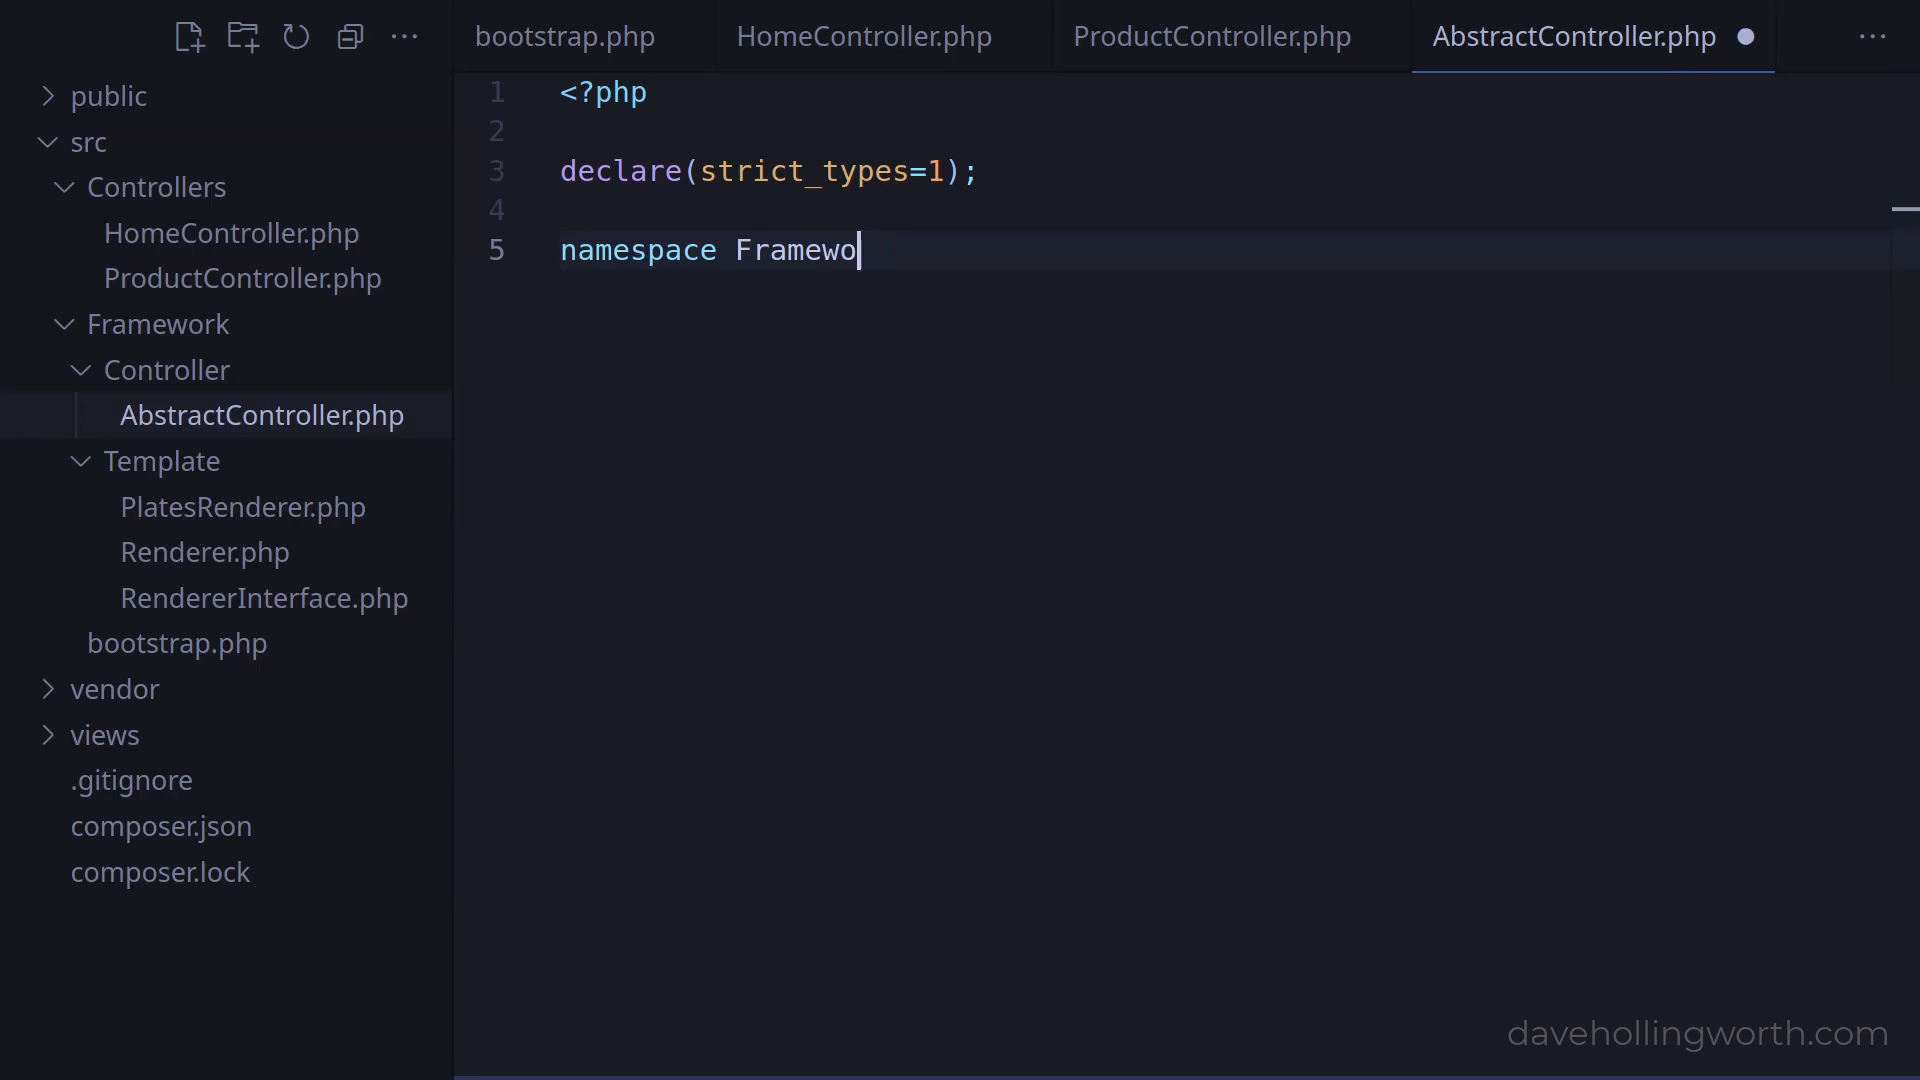 bootstrap.php
HomeController.php
ProductController.php
AbstractController.php
public
src
Controllers
HomeController.php
ProductController.php
Framework
Controller
AbstractController.php
Template
PlatesRenderer.php
Renderer.php
RendererInterface.php
bootstrap.php
vendor
views
.gitignore
composer.json
composer.lock
1 <?php
2
3 declare(strict_types=1);
4
5 namespace Framewo
davehollingworth.com